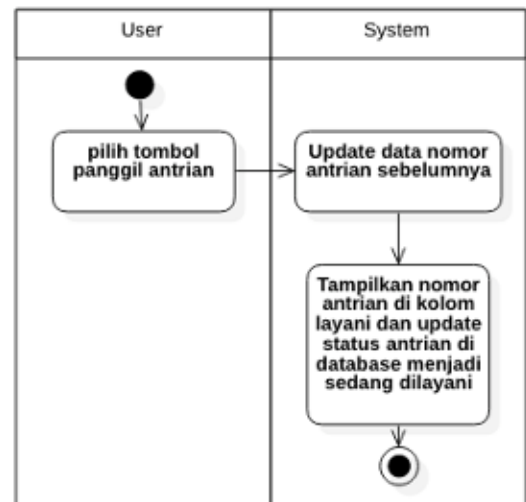 User
System
pilih tombol
panggil antrian
Update data nomor
antrian sebelumnya
Tampilkan nomor
antrian di kolom
layani dan update
status antrian di
database menjadi
sedang dilayani